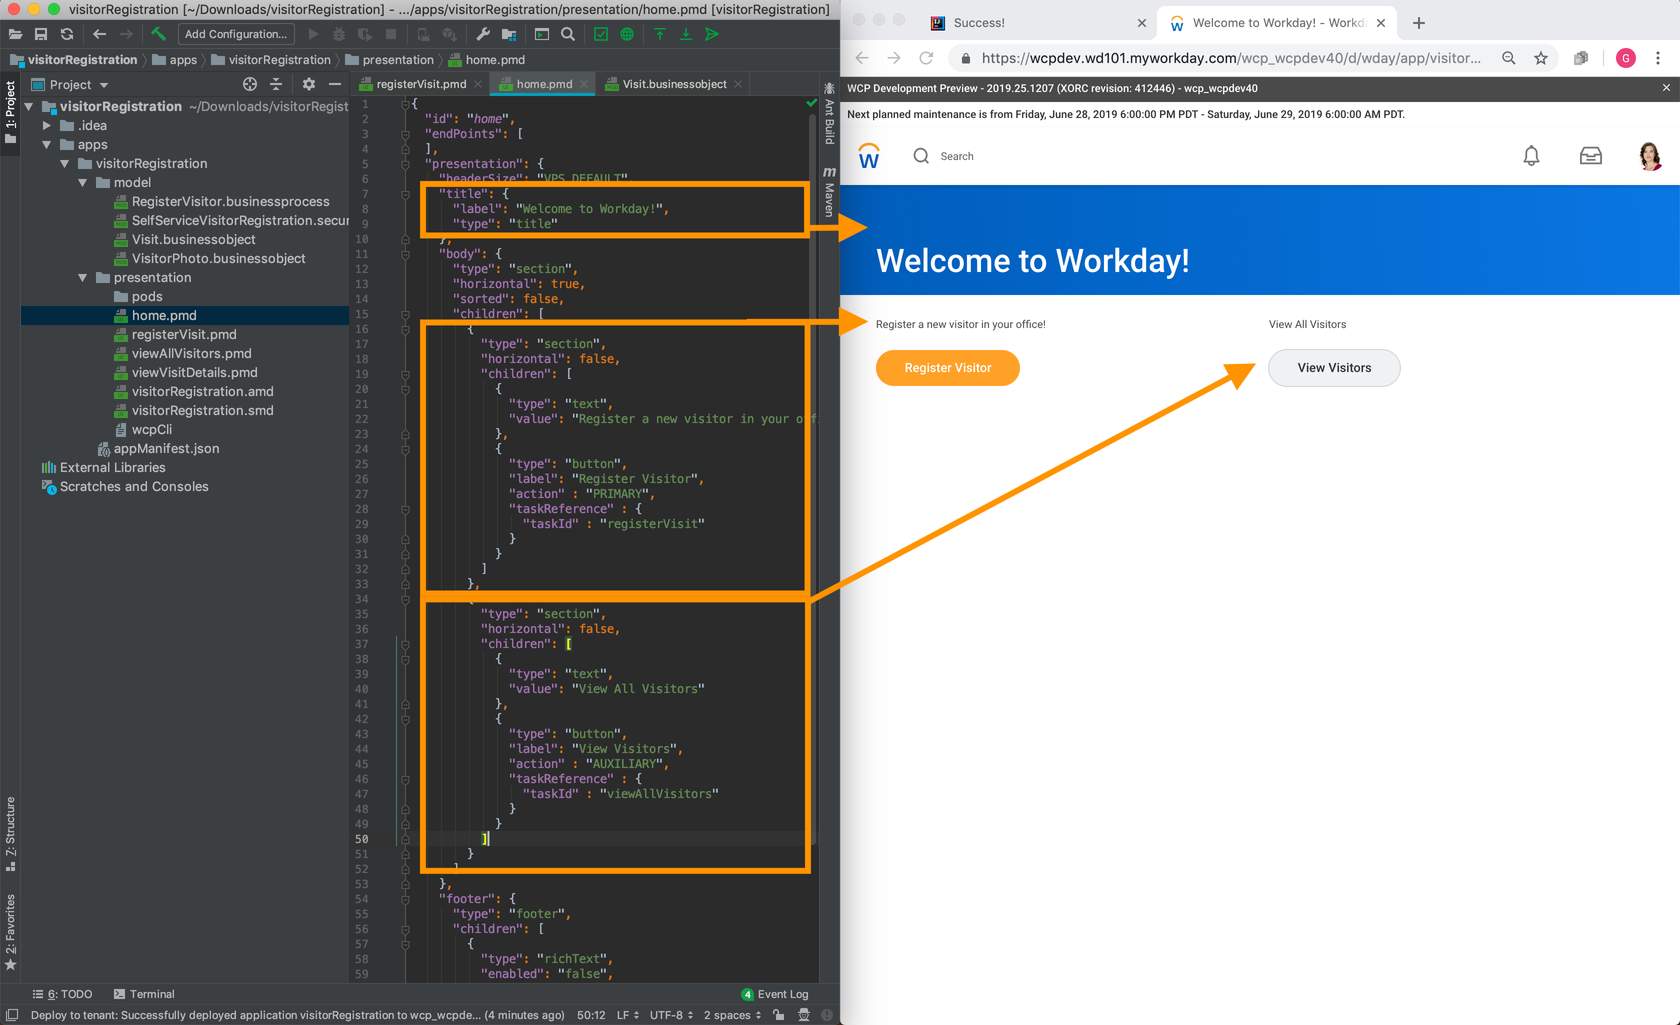 visitorRegistration [~/Downloads/visitorRegistration] - .../apps/visitorRegistration/presentation/home.pmd [visitorRegistration]
Add Configuration...
visitorRegistration
apps
visitorRegistration
presentation
home.pmd
Project
registerVisit.pmd
home.pmd
Visit.businessobject
1: Project
visitorRegistration ~/Downloads/visitorRegist
.idea
apps
visitorRegistration
model
RegisterVisitor.businessprocess
SelfServiceVisitorRegistration.secur
Visit.businessobject
VisitorPhoto.businessobject
presentation
pods
home.pmd
registerVisit.pmd
viewAllVisitors.pmd
viewVisitDetails.pmd
visitorRegistration.amd
visitorRegistration.smd
wcpCli
appManifest.json
External Libraries
Scratches and Consoles
Z: Structure
2: Favorites
1 {
2 "id": "home",
3 "endPoints": [
4 ],
5 "presentation": {
6 "headerSize": "VPS_DEFAULT",
7 "title": {
8 "label": "Welcome to Workday!",
9 "type": "title"
10 },
11 "body": {
12 "type": "section",
13 "horizontal": true,
14 "sorted": false,
15 "children": [
16 {
17 "type": "section",
18 "horizontal": false,
19 "children": [
20 {
21 "type": "text",
22 "value": "Register a new visitor in your off
23 },
24 {
25 "type": "button",
26 "label": "Register Visitor",
27 "action" : "PRIMARY",
28 "taskReference" : {
29 "taskId" : "registerVisit"
30 }
31 }
32 ]
33 },
34 {
35 "type": "section",
36 "horizontal": false,
37 "children": [
38 {
39 "type": "text",
40 "value": "View All Visitors"
41 },
42 {
43 "type": "button",
44 "label": "View Visitors",
45 "action" : "AUXILIARY",
46 "taskReference" : {
47 "taskId" : "viewAllVisitors"
48 }
49 }
50 ]
51 }
52 ]
53 },
54 "footer": {
55 "type": "footer",
56 "children": [
57 {
58 "type": "richText",
59 "enabled": "false",
Ant Build
m Maven
6: TODO
Terminal
4 Event Log
Deploy to tenant: Successfully deployed application visitorRegistration to wcp_wcpde... (4 minutes ago)
50:12
LF
UTF-8
2 spaces
Success!
Welcome to Workday! - Workd
https://wcpdev.wd101.myworkday.com/wcp_wcpdev40/d/wday/app/visitor...
G
WCP Development Preview - 2019.25.1207 (XORC revision: 412446) - wcp_wcpdev40
Next planned maintenance is from Friday, June 28, 2019 6:00:00 PM PDT - Saturday, June 29, 2019 6:00:00 AM PDT.
W
Search
Welcome to Workday!
Register a new visitor in your office!
View All Visitors
Register Visitor
View Visitors